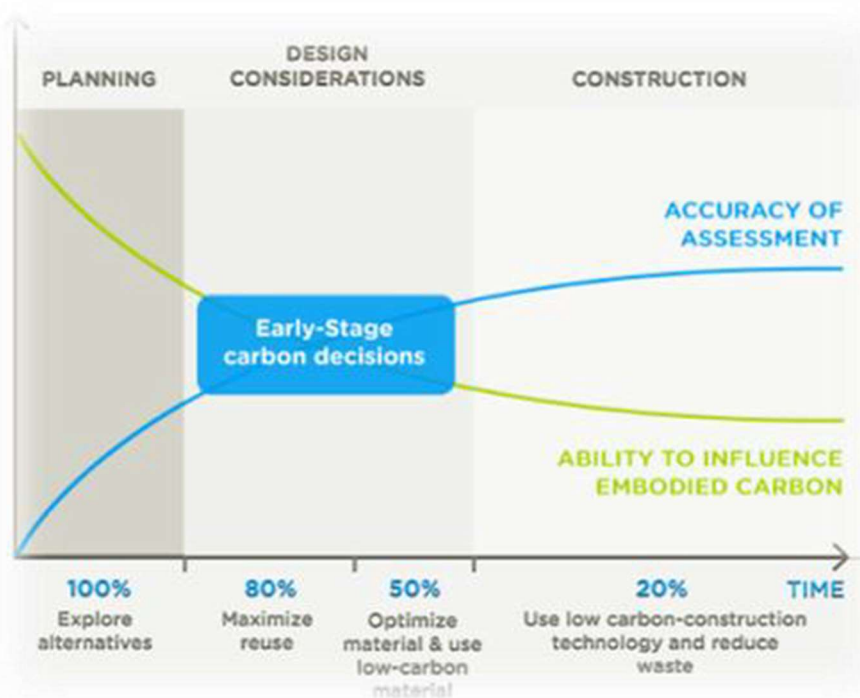 PLANNING
DESIGN
CONSIDERATIONS
CONSTRUCTION
ACCURACY OF
ASSESSMENT
Early-Stage
carbon decisions
ABILITY TO INFLUENCE
EMBODIED CARBON
100%
Explore
alternatives
80%
Maximize
reuse
50%
Optimize
material & use
low-carbon
material
20%
Use low carbon-construction
technology and reduce
waste
TIME